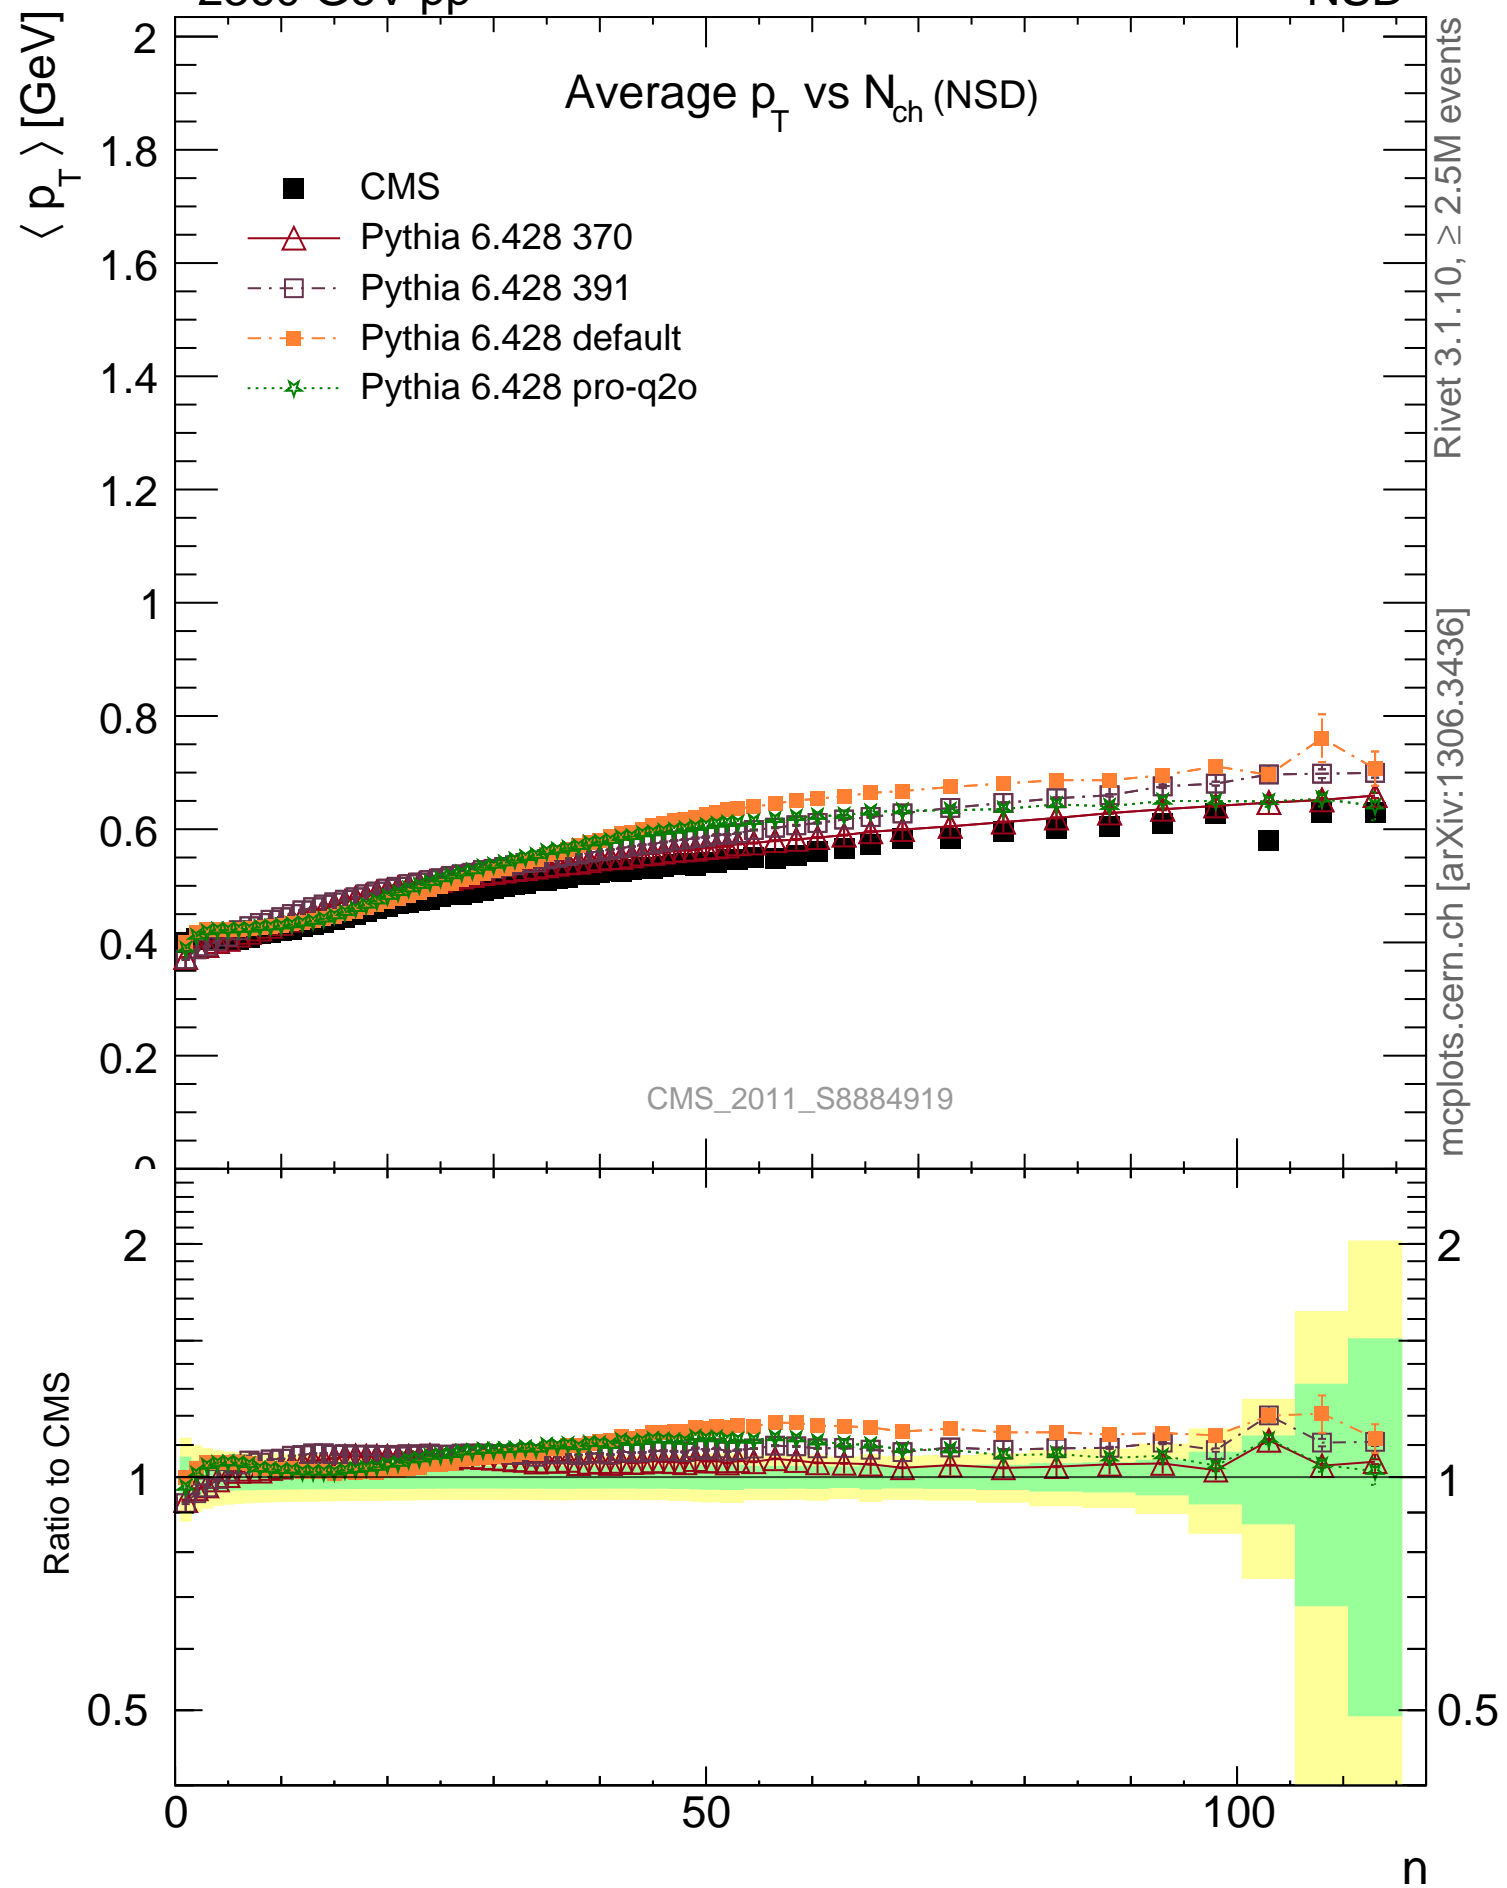 NSD
⟨ p_T ⟩ [GeV]
Average p_T vs N_ch (NSD)
CMS
Pythia 6.428 370
Pythia 6.428 391
Pythia 6.428 default
Pythia 6.428 pro-q2o
2
1.8
1.6
1.4
1.2
1
0.8
0.6
0.4
0.2
0
CMS_2011_S8884919
Rivet 3.1.10, ≥ 2.5M events
mcplots.cern.ch [arXiv:1306.3436]
Ratio to CMS
2
1
0.5
2
1
0.5
0
50
100
n